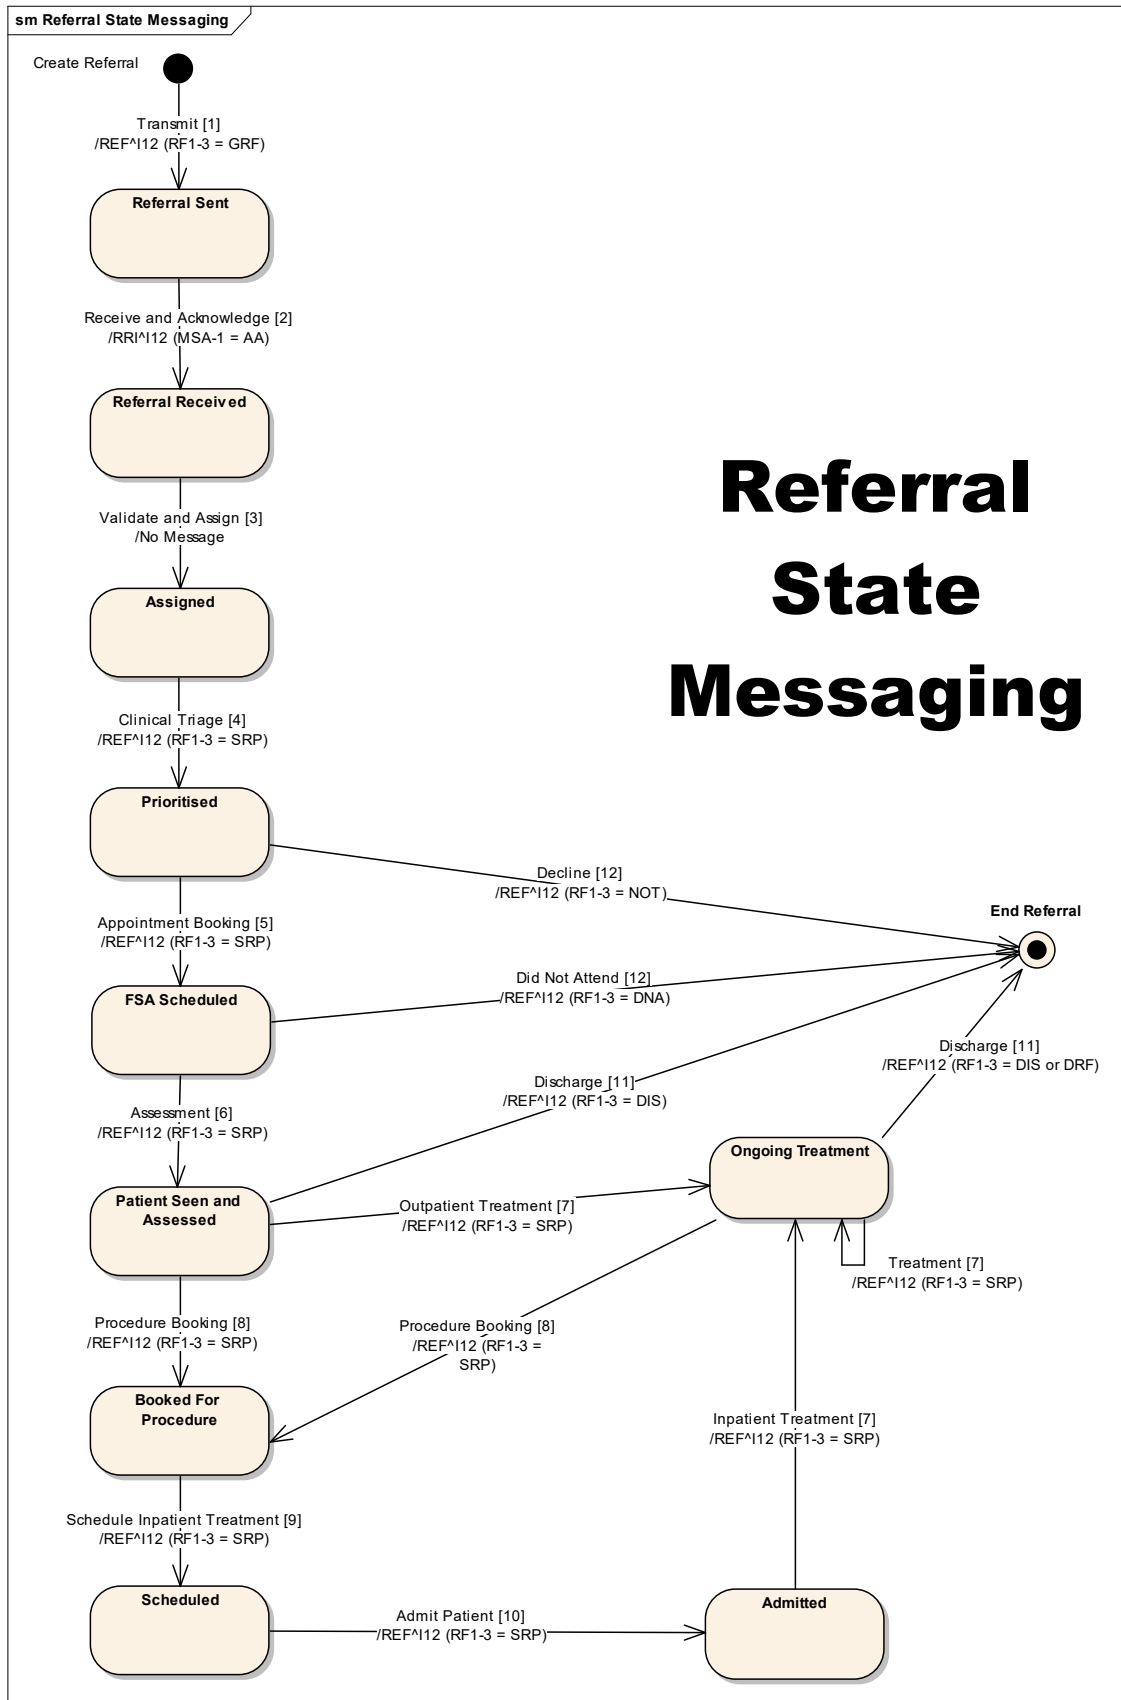 sm Referral State Messaging
Create Referral
Transmit [1]
/REF^I12 (RF1-3 = GRF)
Referral Sent
Receive and Acknowledge [2]
/RRI^I12 (MSA-1 = AA)
Referral Received
Validate and Assign [3]
/No Message
Assigned
Clinical Triage [4]
/REF^I12 (RF1-3 = SRP)
Prioritised
Referral
State
Messaging
Decline [12]
/REF^I12 (RF1-3 = NOT)
Appointment Booking [5]
/REF^I12 (RF1-3 = SRP)
End Referral
FSA Scheduled
Did Not Attend [12]
/REF^I12 (RF1-3 = DNA)
Discharge [11]
/REF^I12 (RF1-3 = DIS or DRF)
Assessment [6]
/REF^I12 (RF1-3 = SRP)
Discharge [11]
/REF^I12 (RF1-3 = DIS)
Patient Seen and
Assessed
Ongoing Treatment
Outpatient Treatment [7]
/REF^I12 (RF1-3 = SRP)
Treatment [7]
/REF^I12 (RF1-3 = SRP)
Procedure Booking [8]
/REF^I12 (RF1-3 = SRP)
Procedure Booking [8]
/REF^I12 (RF1-3 =
SRP)
Booked For
Procedure
Inpatient Treatment [7]
/REF^I12 (RF1-3 = SRP)
Schedule Inpatient Treatment [9]
/REF^I12 (RF1-3 = SRP)
Scheduled
Admit Patient [10]
/REF^I12 (RF1-3 = SRP)
Admitted